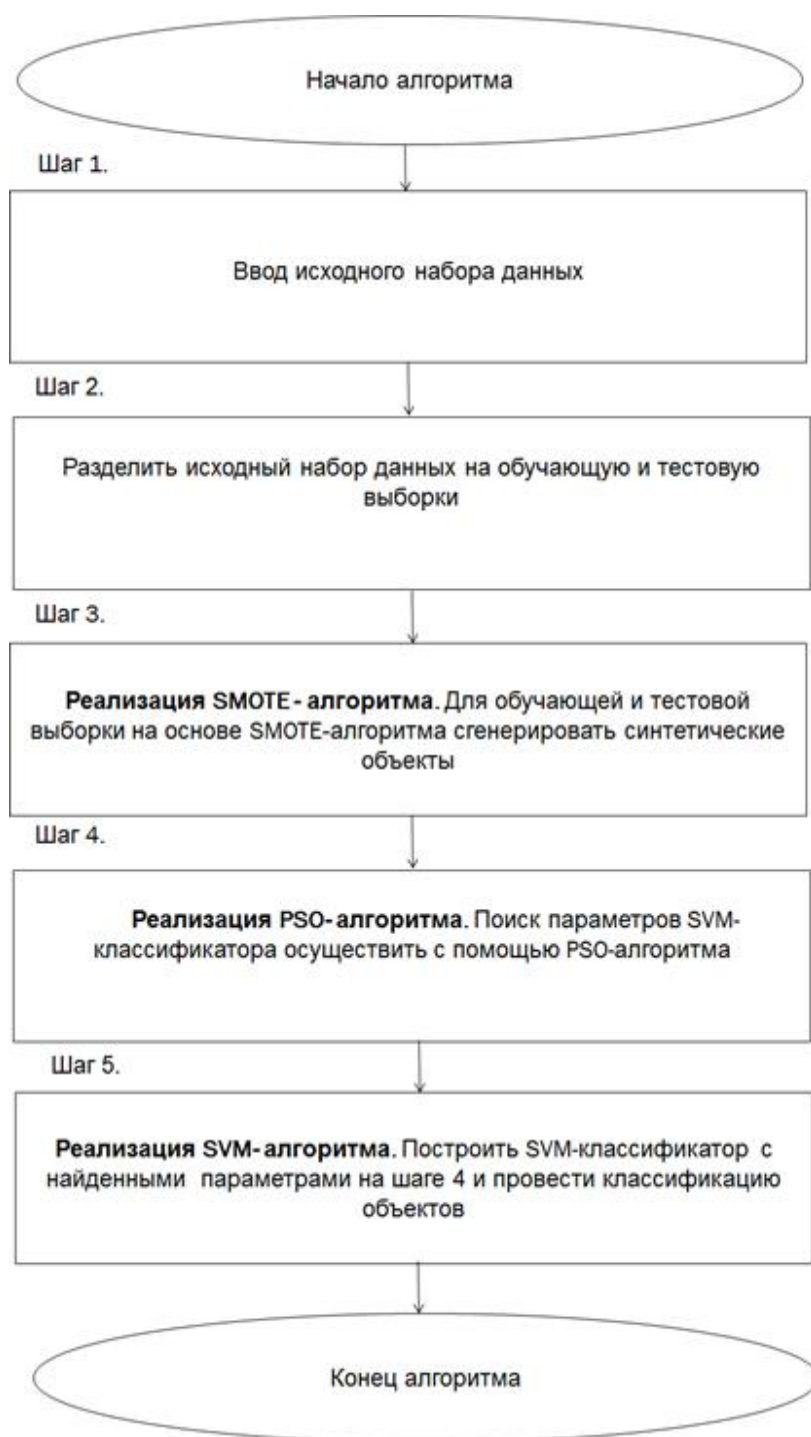 Начало алгоритма
Шаг 1.
Ввод исходного набора данных
Шаг 2.
Разделить исходный набор данных на обучающую и тестовую
выборки
Шаг 3.
Реализация SMOTE- алгоритма. Для обучающей и тестовой
выборки на основе SMOTE-алгоритма сгенерировать синтетические
объекты
Шаг 4.
Реализация PSO- алгоритма. Поиск параметров SVM-
классификатора осуществить с помощью PSO-алгоритма
Шаг 5.
Реализация SVM- алгоритма. Построить SVM-классификатор с
найденными параметрами на шаге 4 и провести классификацию
объектов
Конец алгоритма